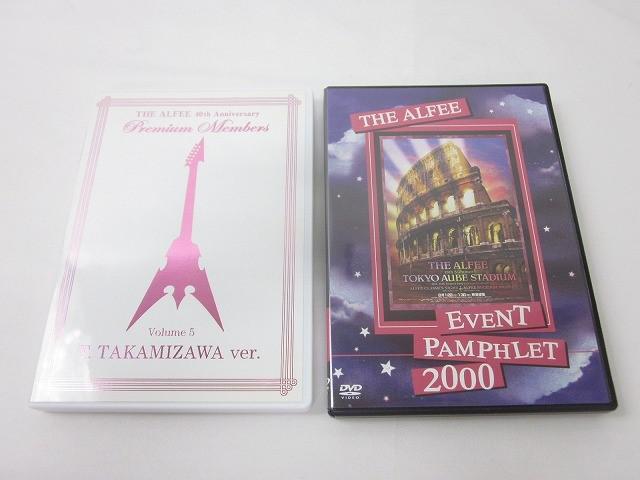 THE ALFEE 40th Anniversary
Premium Members
Volume 5
T. TAKAMIZAWA ver.
THE ALFEE
THE ALFEE
TOKYO AUBE STADIUM
EVENT
PAMPHLET
2000
DVD
VIDEO